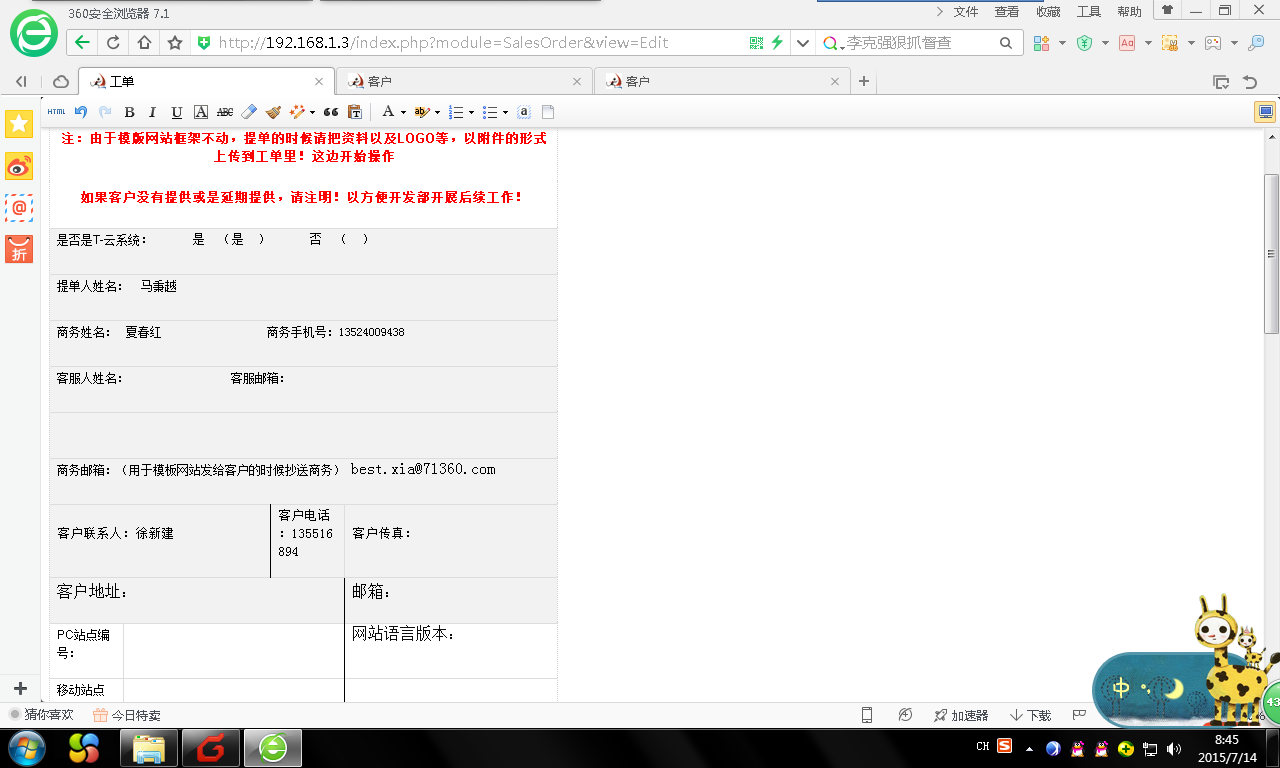 360安全浏览器 7.1
文件 查看 收藏 工具 帮助
http://192.168.1.3/index.php?module=SalesOrder&view=Edit
李克强狠抓督查
工单
客户
客户
HTML
注：由于模版网站框架不动，提单的时候请把资料以及LOGO等，以附件的形式
上传到工单里！这边开始操作
如果客户没有提供或是延期提供，请注明！以方便开发部开展后续工作！
是否是T-云系统： 是 （是 ） 否 （ ）
提单人姓名： 马秉越
商务姓名： 夏春红 商务手机号：13524009438
客服人姓名： 客服邮箱：
商务邮箱：（用于模板网站发给客户的时候抄送商务） best.xia@71360.com
客户联系人：徐新建
客户电话
：135516
894
客户传真：
客户地址：
邮箱：
PC站点编
号：
网站语言版本：
移动站点
折
猜你喜欢 今日特卖
加速器 下载
中
43
CH
8:45
2015/7/14